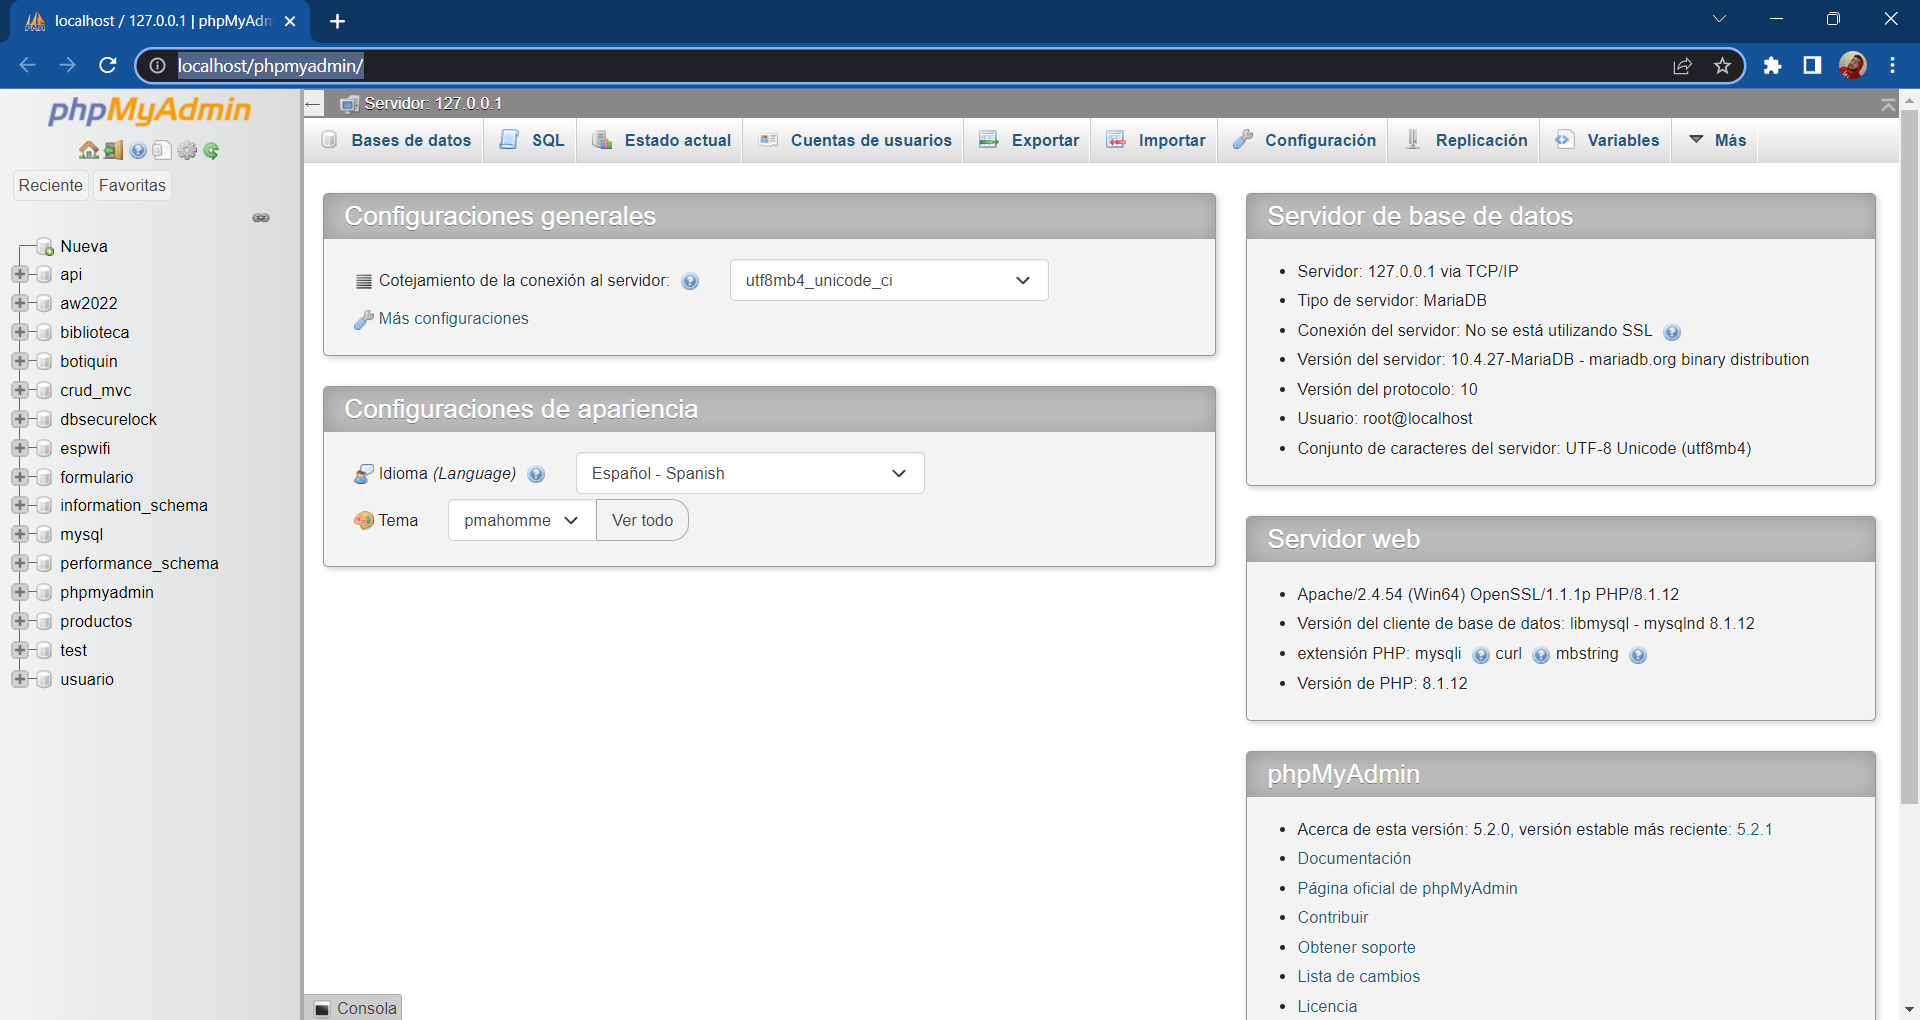 localhost / 127.0.0.1 | phpMyAdm
localhost/phpmyadmin/
phpMyAdmin
Reciente
Favoritas
Nueva
api
aw2022
biblioteca
botiquin
crud_mvc
dbsecurelock
espwifi
formulario
information_schema
mysql
performance_schema
phpmyadmin
productos
test
usuario
Servidor: 127.0.0.1
Bases de datos
SQL
Estado actual
Cuentas de usuarios
Exportar
Importar
Configuración
Replicación
Variables
Más
Configuraciones generales
Cotejamiento de la conexión al servidor:
utf8mb4_unicode_ci
Más configuraciones
Configuraciones de apariencia
Idioma (Language)
Español - Spanish
Tema
pmahomme
Ver todo
Servidor de base de datos
Servidor: 127.0.0.1 via TCP/IP
Tipo de servidor: MariaDB
Conexión del servidor: No se está utilizando SSL
Versión del servidor: 10.4.27-MariaDB - mariadb.org binary distribution
Versión del protocolo: 10
Usuario: root@localhost
Conjunto de caracteres del servidor: UTF-8 Unicode (utf8mb4)
Servidor web
Apache/2.4.54 (Win64) OpenSSL/1.1.1p PHP/8.1.12
Versión del cliente de base de datos: libmysql - mysqlnd 8.1.12
extensión PHP: mysqli curl mbstring
Versión de PHP: 8.1.12
phpMyAdmin
Acerca de esta versión: 5.2.0, versión estable más reciente: 5.2.1
Documentación
Página oficial de phpMyAdmin
Contribuir
Obtener soporte
Lista de cambios
Licencia
Consola